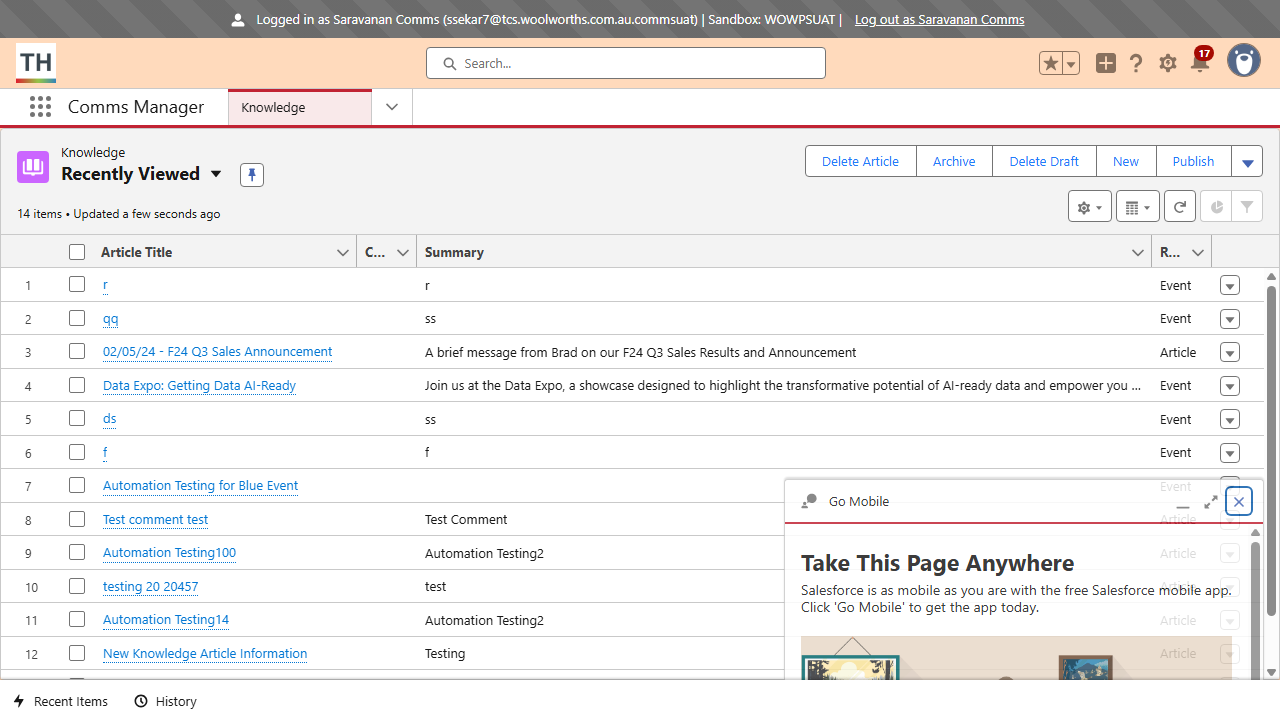 Logged in as Saravanan Comms (ssekar7@tcs.woolworths.com.au.commsuat) | Sandbox: WOWPSUAT | Log out as Saravanan Comms
TH
Search...
17
Comms Manager
Knowledge
Knowledge
Recently Viewed
Delete Article
Archive
Delete Draft
New
Publish
14 items • Updated a few seconds ago
Article Title
C...
Summary
R...
1 r r Event
2 qq ss Event
3 02/05/24 - F24 Q3 Sales Announcement A brief message from Brad on our F24 Q3 Sales Results and Announcement Article
4 Data Expo: Getting Data AI-Ready Join us at the Data Expo, a showcase designed to highlight the transformative potential of AI-ready data and empower you ... Event
5 ds ss Event
6 f f Event
7 Automation Testing for Blue Event Event
8 Test comment test Test Comment Article
9 Automation Testing100 Automation Testing2 Article
10 testing 20 20457 test Article
11 Automation Testing14 Automation Testing2 Article
12 New Knowledge Article Information Testing Article
Go Mobile
Take This Page Anywhere
Salesforce is as mobile as you are with the free Salesforce mobile app.
Click 'Go Mobile' to get the app today.
Recent Items
History